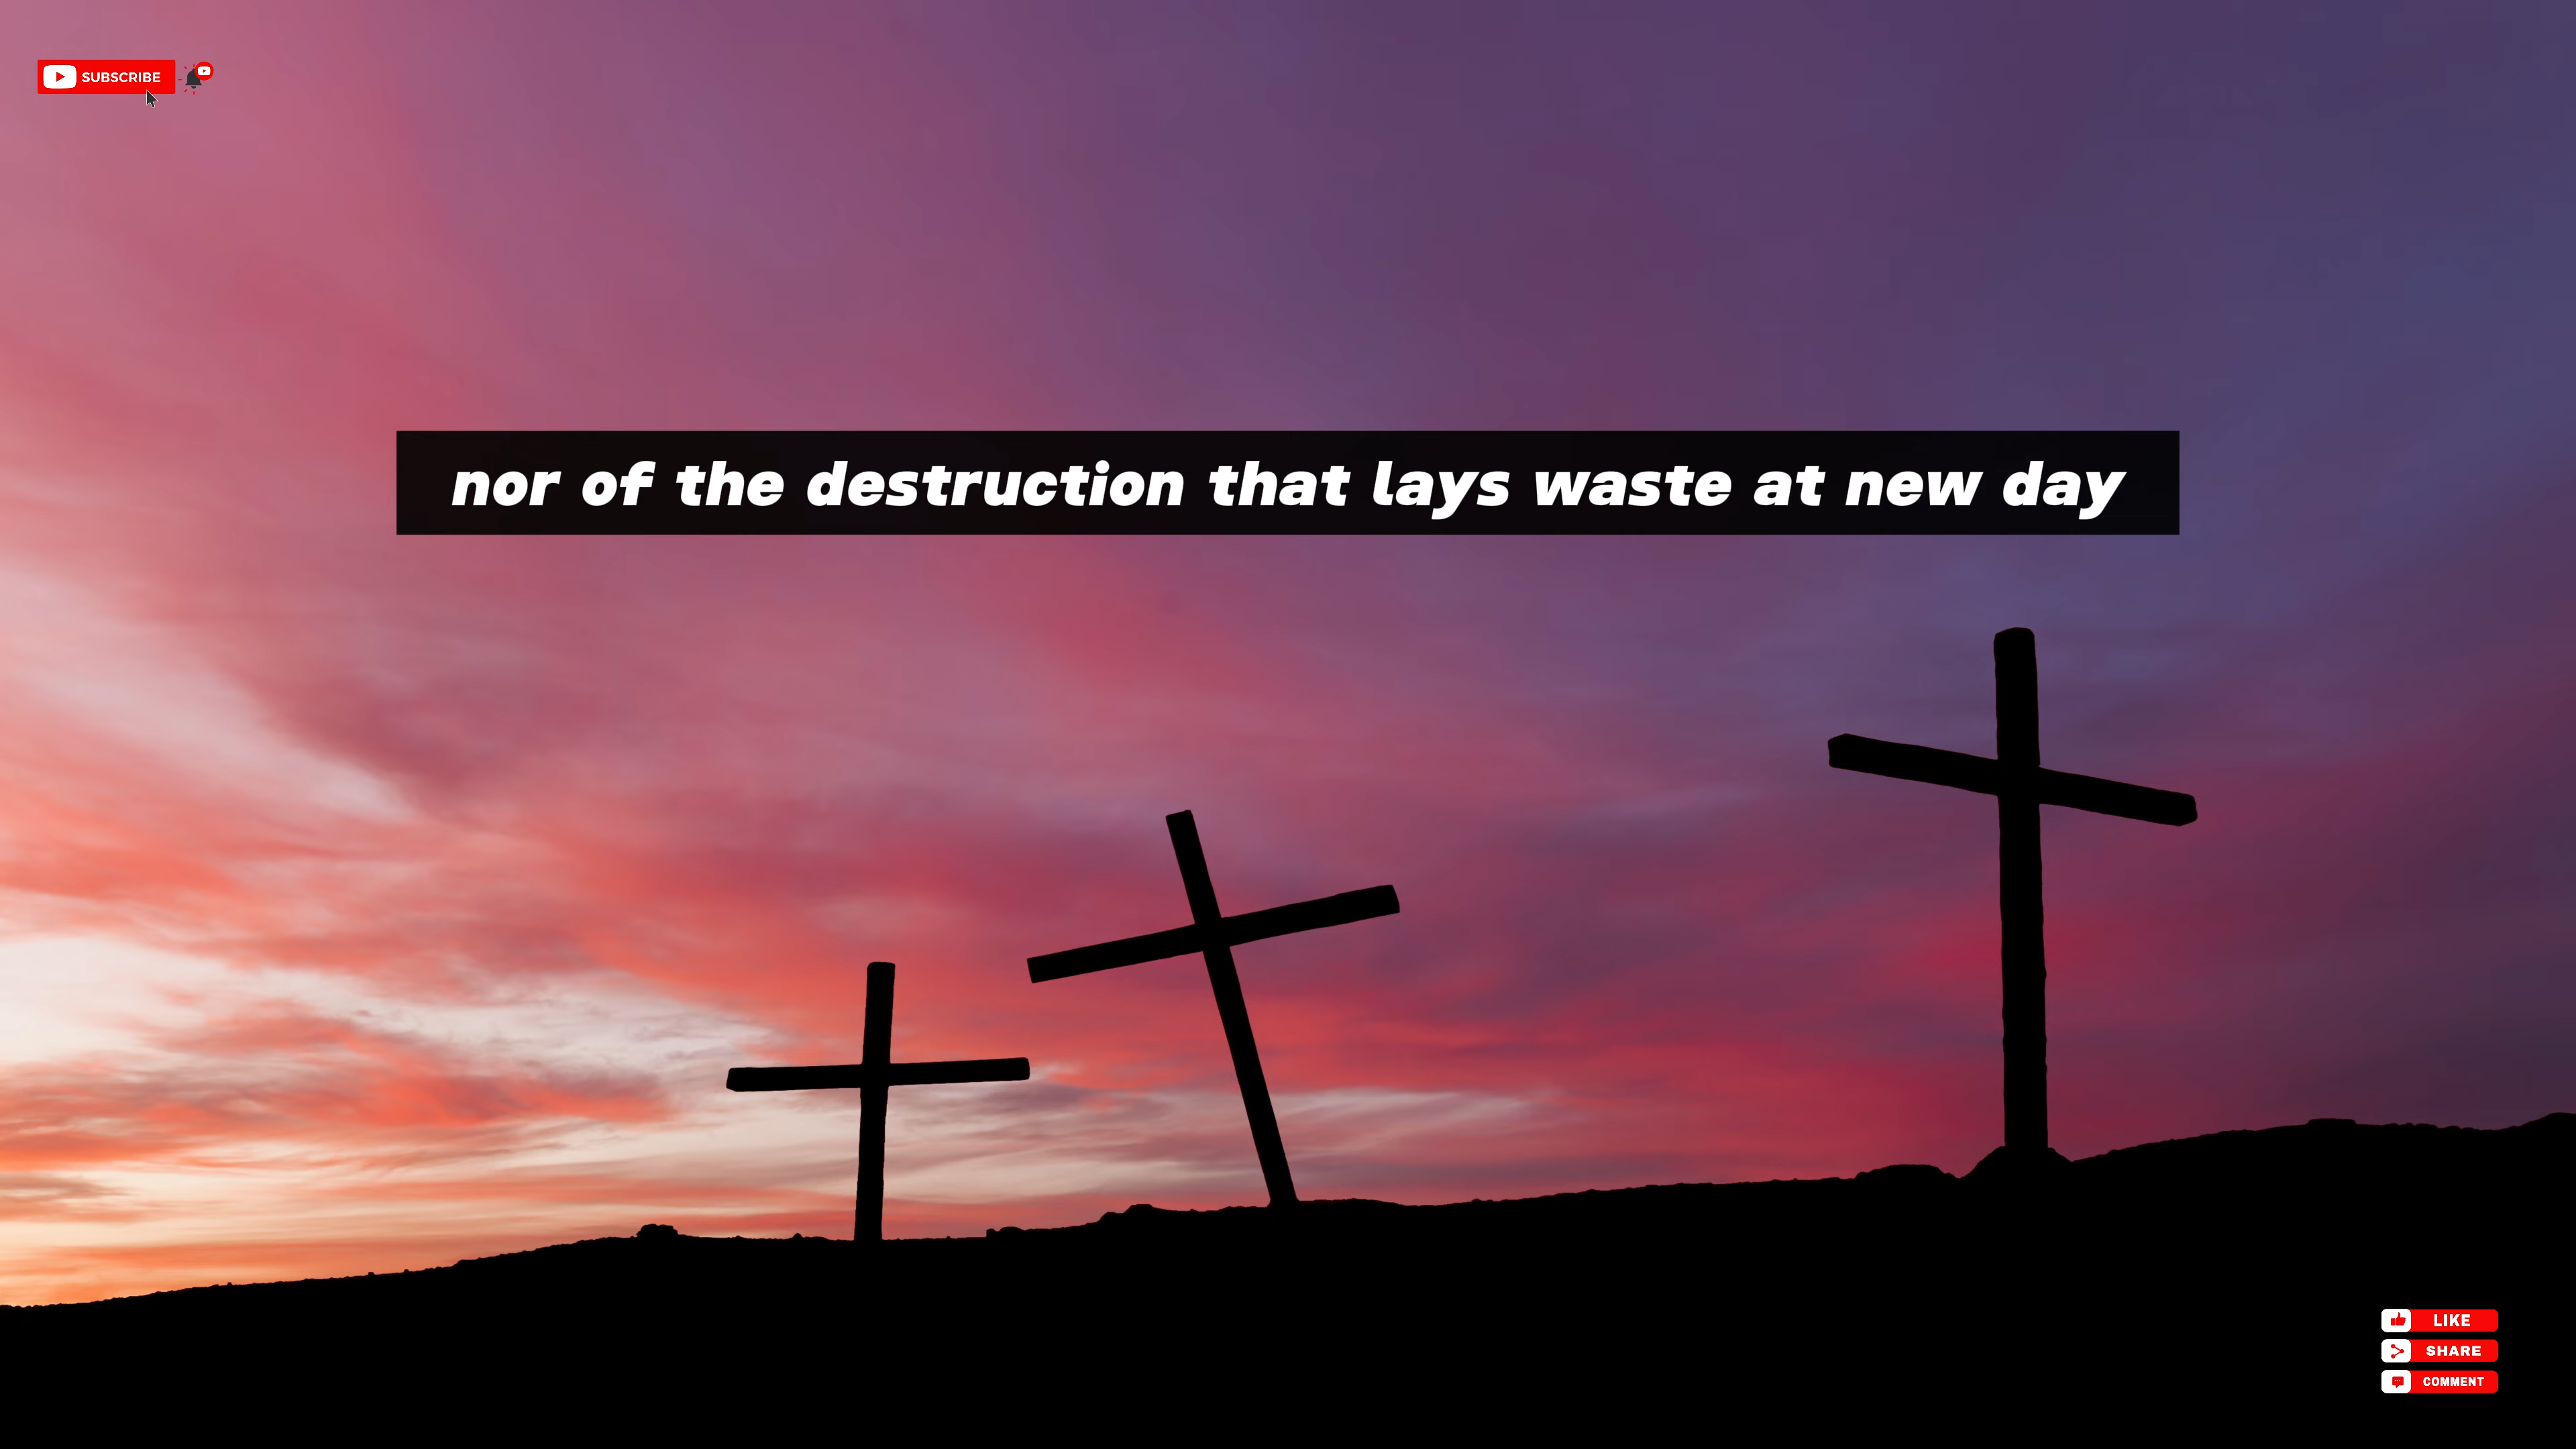 SUBSCRIBE
nor of the destruction that lays waste at new day
LIKE
SHARE
COMMENT